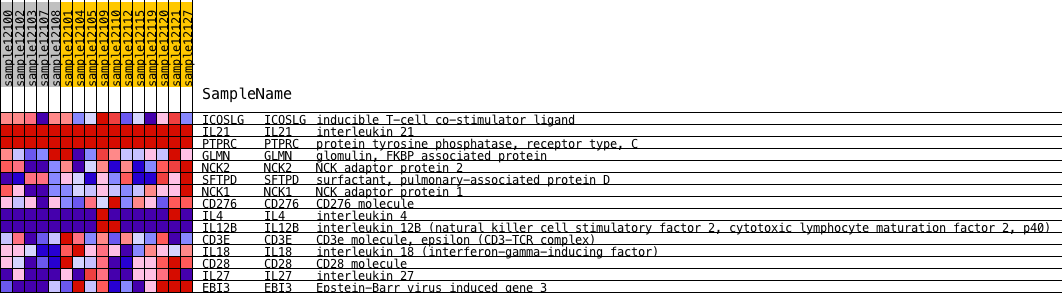 sample12100
sample12102
sample12103
sample12107
sample12108
sample12101
sample12104
sample12105
sample12109
sample12110
sample12112
sample12115
sample12119
sample12120
sample12121
sample12127
SampleName
ICOSLG ICOSLG inducible T-cell co-stimulator ligand
IL21 IL21 interleukin 21
PTPRC PTPRC protein tyrosine phosphatase, receptor type, C
GLMN GLMN glomulin, FKBP associated protein
NCK2 NCK2 NCK adaptor protein 2
SFTPD SFTPD surfactant, pulmonary-associated protein D
NCK1 NCK1 NCK adaptor protein 1
CD276 CD276 CD276 molecule
IL4 IL4 interleukin 4
IL12B IL12B interleukin 12B (natural killer cell stimulatory factor 2, cytotoxic lymphocyte maturation factor 2, p40)
CD3E CD3E CD3e molecule, epsilon (CD3-TCR complex)
IL18 IL18 interleukin 18 (interferon-gamma-inducing factor)
CD28 CD28 CD28 molecule
IL27 IL27 interleukin 27
EBI3 EBI3 Epstein-Barr virus induced gene 3